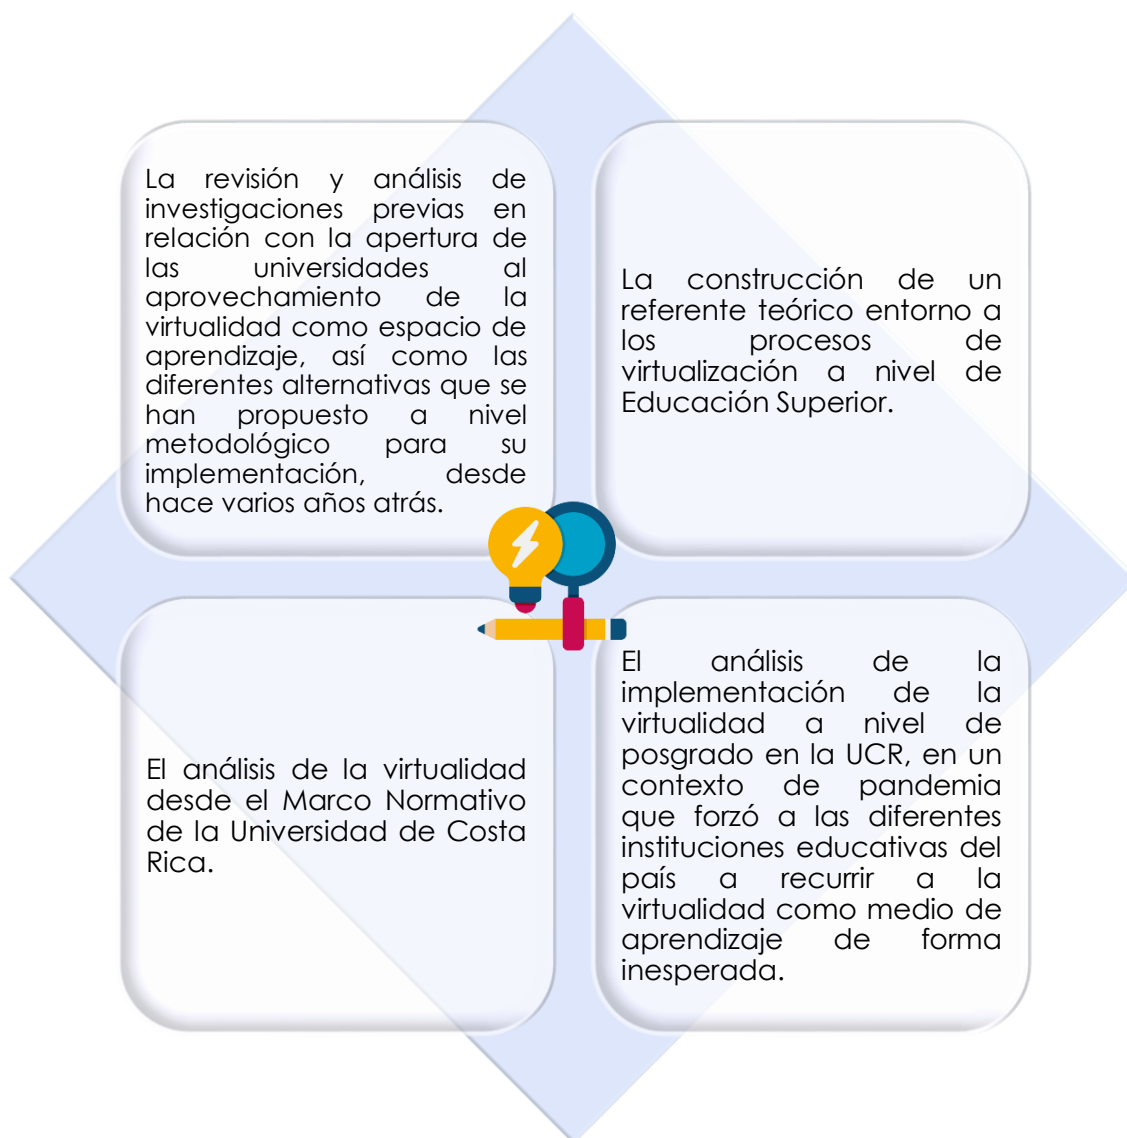 La revisión y análisis de
investigaciones previas en
relación con la apertura de
las universidades al
aprovechamiento de la
virtualidad como espacio de
aprendizaje, así como las
diferentes alternativas que se
han propuesto a nivel
metodológico para su
implementación, desde
hace varios años atrás.
La construcción de un
referente teórico entorno a
los procesos de
virtualización a nivel de
Educación Superior.
El análisis de la virtualidad
desde el Marco Normativo
de la Universidad de Costa
Rica.
El análisis de la
implementación de la
virtualidad a nivel de
posgrado en la UCR, en un
contexto de pandemia
que forzó a las diferentes
instituciones educativas del
país a recurrir a la
virtualidad como medio de
aprendizaje de forma
inesperada.